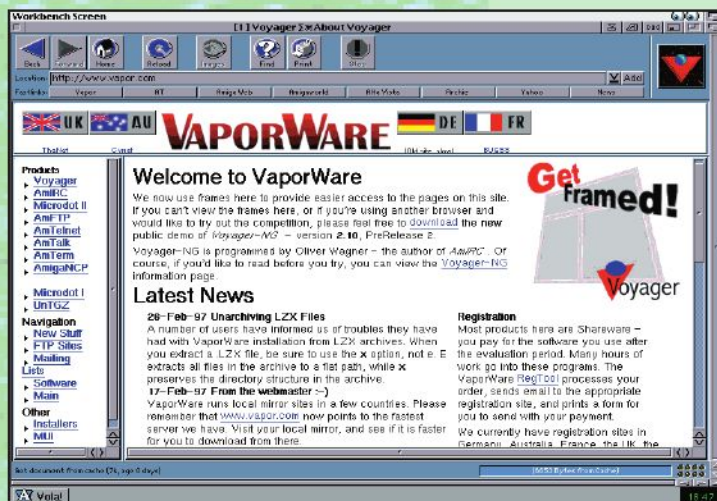 Workbench Screen
[1] Voyager ΣЖAbout Voyager
Back
Forward
Home
Reload
Images
Find
Print
Stop
Location http://www.vapor.com
Add
Fastlinks
Vapor
AT
AmigaWeb
Amigaworld
AltaVista
Archie
Yahoo
News
UK
AU
VAPORWARE
DE
FR
Products
Voyager
AmIRC
Microdot II
AmFTP
AmTelnet
AmTalk
AmTerm
AmigaNCP
Microdot I
UnTGZ
Navigation
New Stuff
FTP Sites
Mailing
Lists
Software
Main
Other
Installers
MUI
Welcome to VaporWare
We now use frames here to provide easier access to the pages on this site.
If you can't view the frames here, or if you're using another browser and
would like to try out the competition, please feel free to download the new
public demo of Voyager-NG - version 2.10, PreRelease 2.
Voyager-NG is programmed by Oliver Wagner - the author of AmIRC. Of
course, if you'd like to read before you try, you can view the Voyager-NG
information page.
Get
Framed!
Voyager
Latest News
26-Feb-97 Unarchiving LZX Files
A number of users have informed us of troubles they have
had with VaporWare installation from LZX archives. When
you extract a .LZX file, be sure to use the x option, not e. E
extracts all files in the archive to a flat path, while x
preserves the directory structure in the archive.
17-Feb-97 From the webmaster :-)
VaporWare runs local mirror sites in a few countries. Please
remember that www.vapor.com now points to the fastest
server we have. Visit your local mirror, and see if it is faster
for you to download from there.
Registration
Most products here are Shareware -
you pay for the software you use after
the evaluation period. Many hours of
work go into these programs. The
VaporWare RegTool processes your
order, sends email to the appropriate
registration site, and prints a form for
you to send with your payment.
We currently have registration sites in
Germany, Australia, France, the UK, the
Got document from cache (7k, age 0 days)
Voila!
18:47